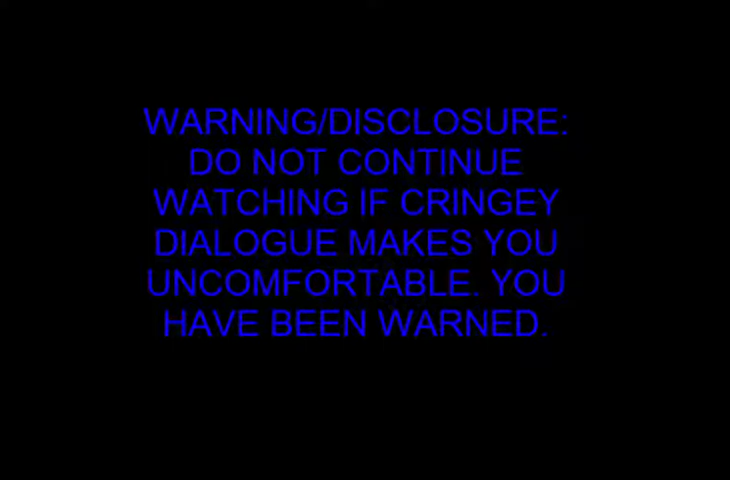 WARNING/DISCLOSURE:
DO NOT CONTINUE
WATCHING IF CRINGEY
DIALOGUE MAKES YOU
UNCOMFORTABLE. YOU
HAVE BEEN WARNED.